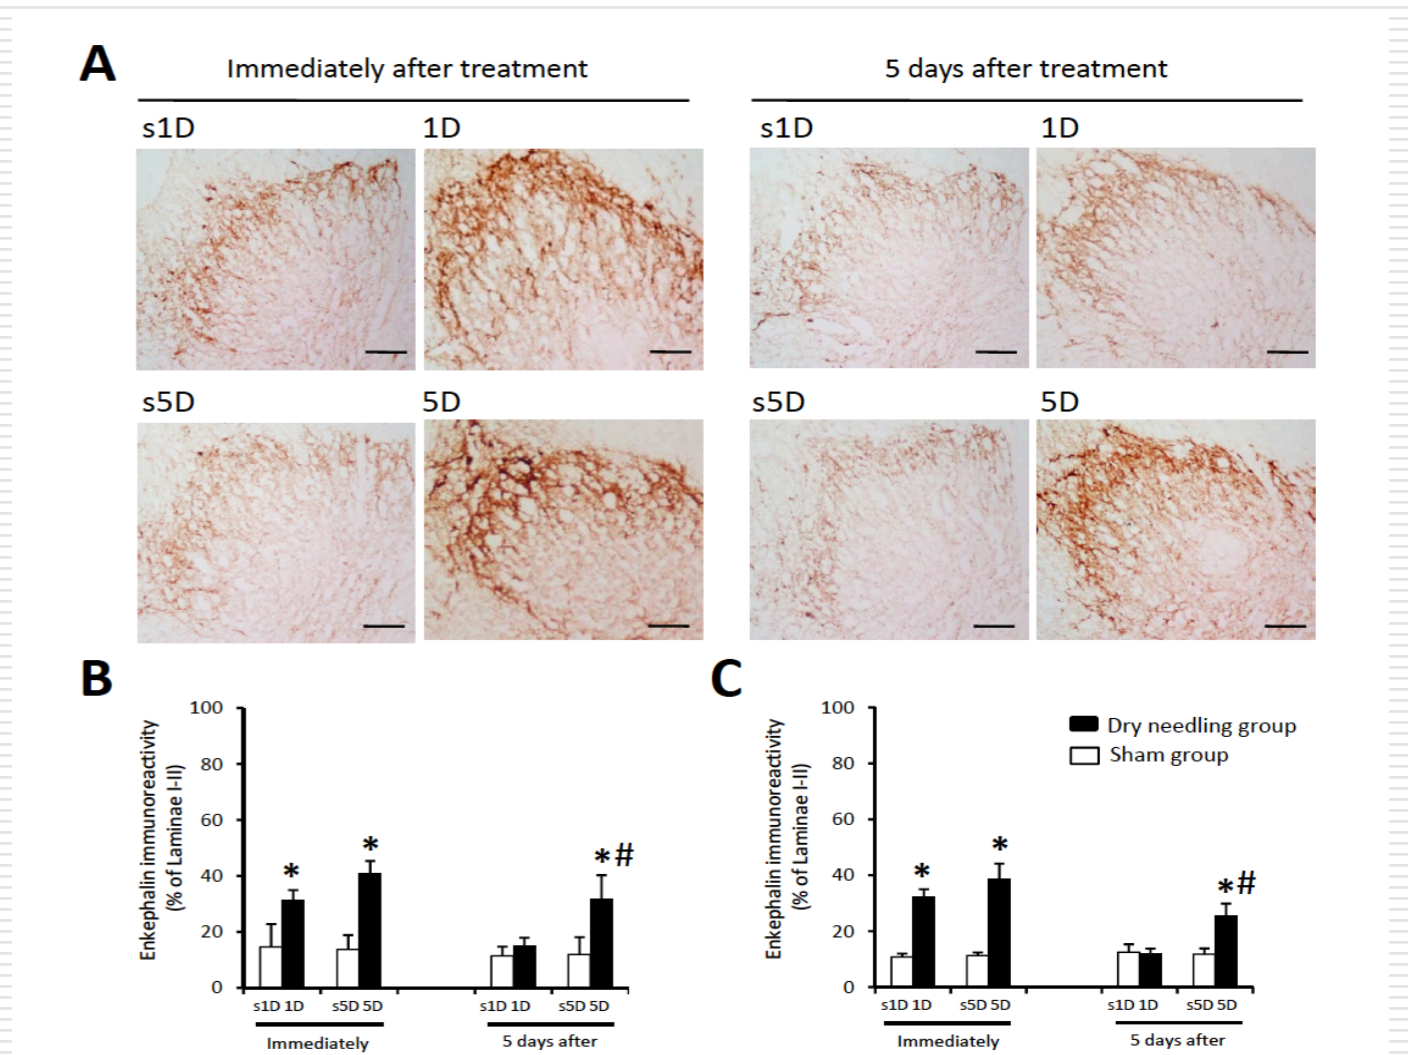 A
Immediately after treatment
5 days after treatment
s1D
1D
s1D
1D
s5D
5D
s5D
5D
B
Enkephalin immunoreactivity
(% of Laminae I-II)
100
80
60
40
20
0
*
*
*#
s1D 1D
s5D 5D
s1D 1D
s5D 5D
Immediately
5 days after
C
Enkephalin immunoreactivity
(% of Laminae I-II)
100
80
60
40
20
0
Dry needling group
Sham group
*
*
*#
s1D 1D
s5D 5D
s1D 1D
s5D 5D
Immediately
5 days after